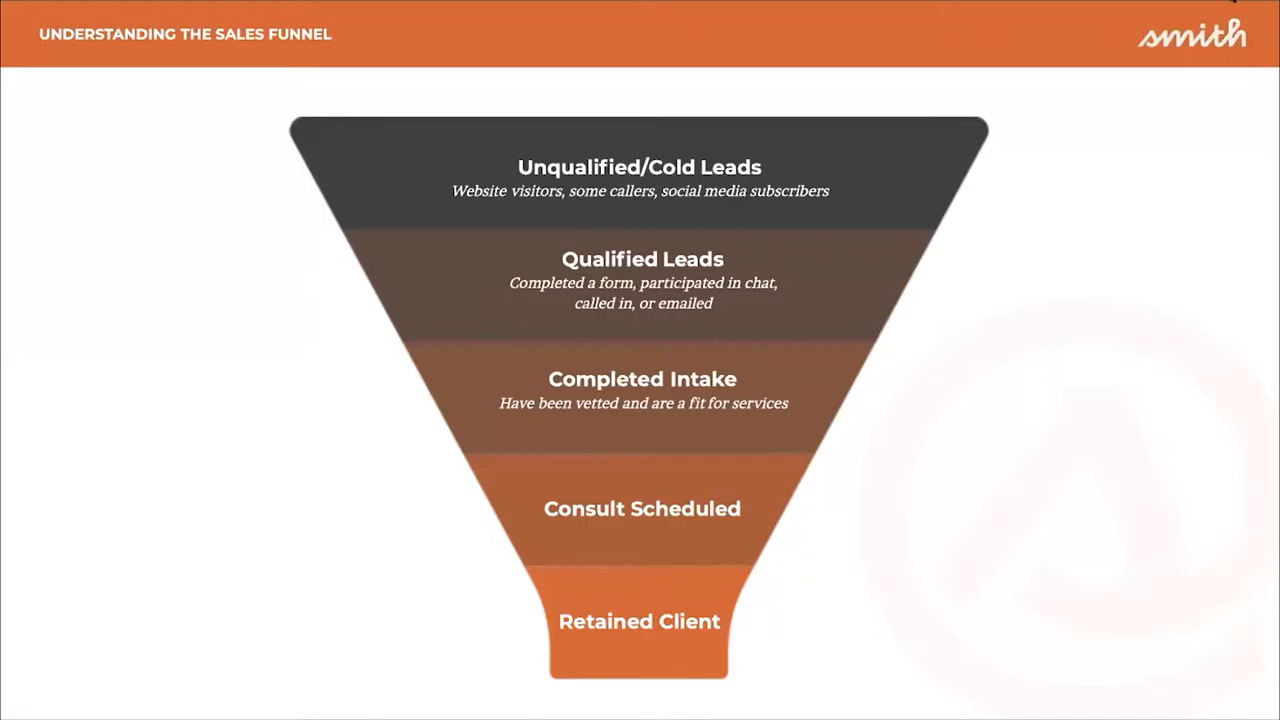 UNDERSTANDING THE SALES FUNNEL
smith
Unqualified/Cold Leads
Website visitors, some callers, social media subscribers
Qualified Leads
Completed a form, participated in chat,
called in, or emailed
Completed Intake
Have been vetted and are a fit for services
Consult Scheduled
Retained Client